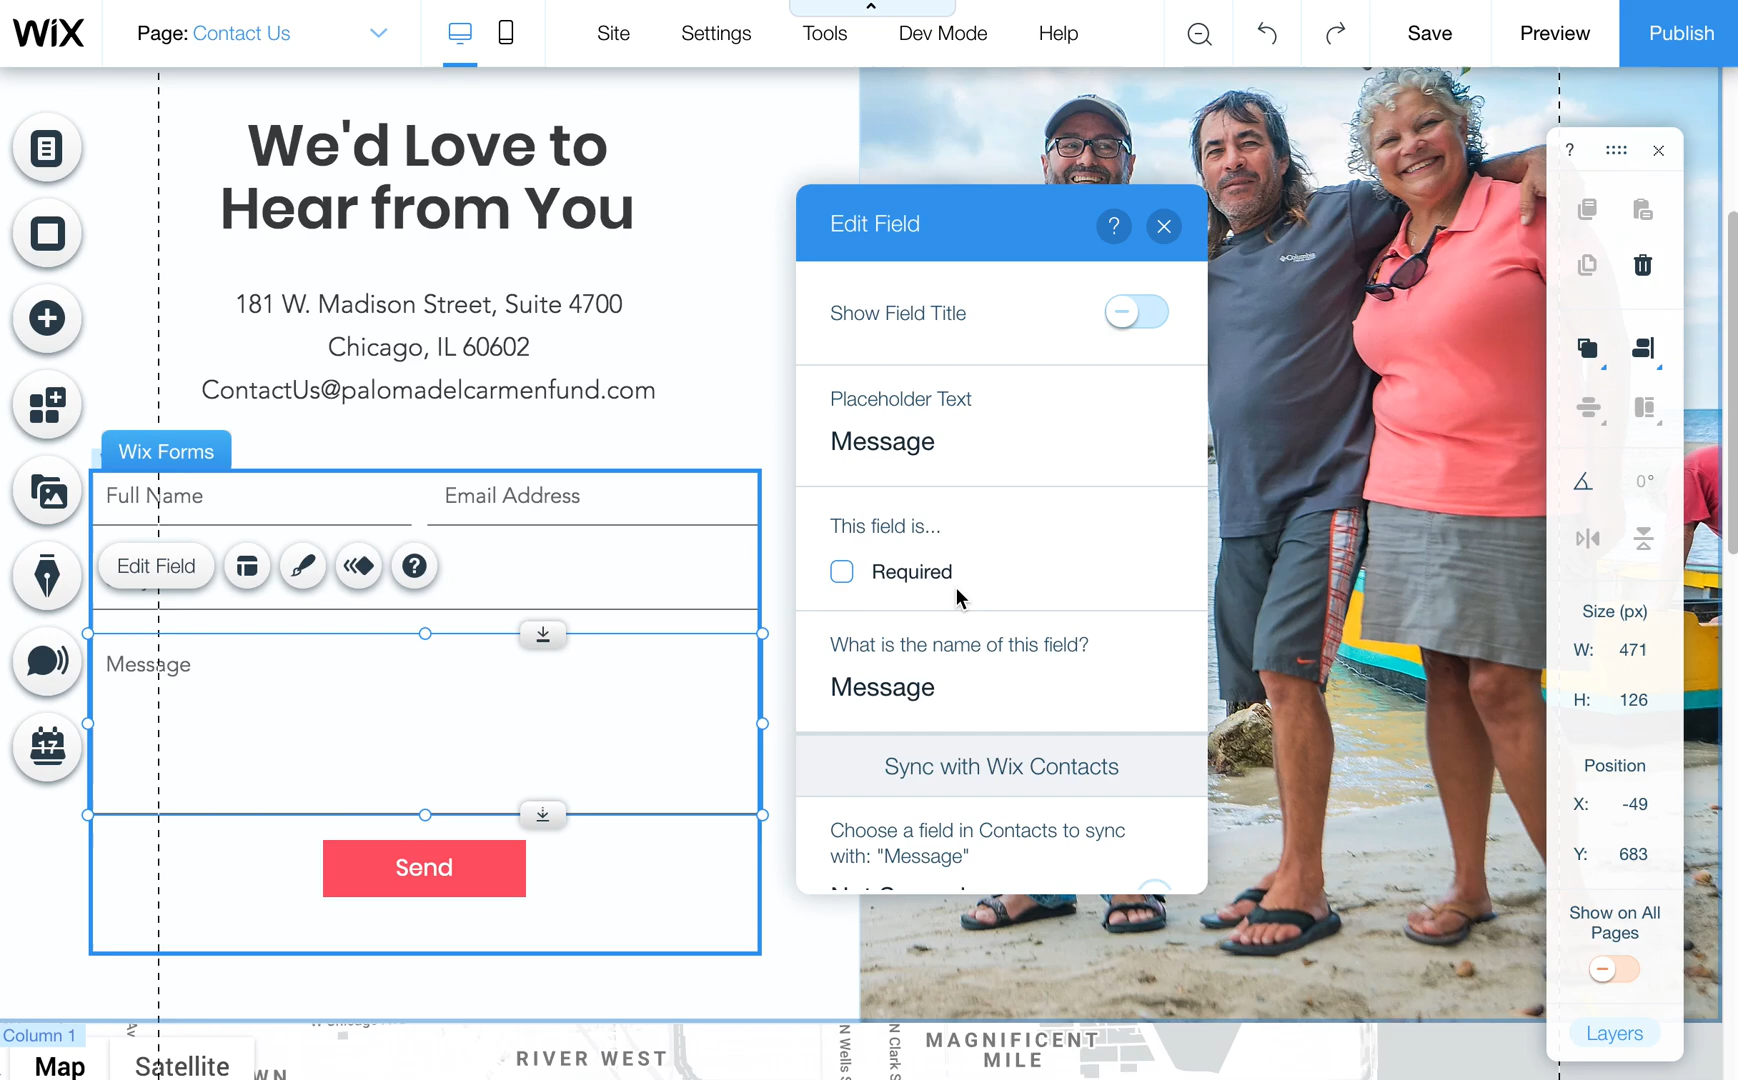 WiX
Page: Contact Us
Site
Settings
Tools
Dev Mode
Help
Save
Preview
Publish
We'd Love to
Hear from You
181 W. Madison Street, Suite 4700
Chicago, IL 60602
ContactUs@palomadelcarmenfund.com
Wix Forms
Full Name
Email Address
Edit Field
?
Message
Send
17
Edit Field
?
Show Field Title
Placeholder Text
Message
This field is...
Required
What is the name of this field?
Message
Sync with Wix Contacts
Choose a field in Contacts to sync
with: "Message"
Columbia
?
0°
Size (px)
W: 471
H: 126
Position
X: -49
Y: 683
Show on All
Pages
Layers
Column 1
Map
Satellite
RIVER WEST
N Wells S
N Clark S
MAGNIFICENT
MILE